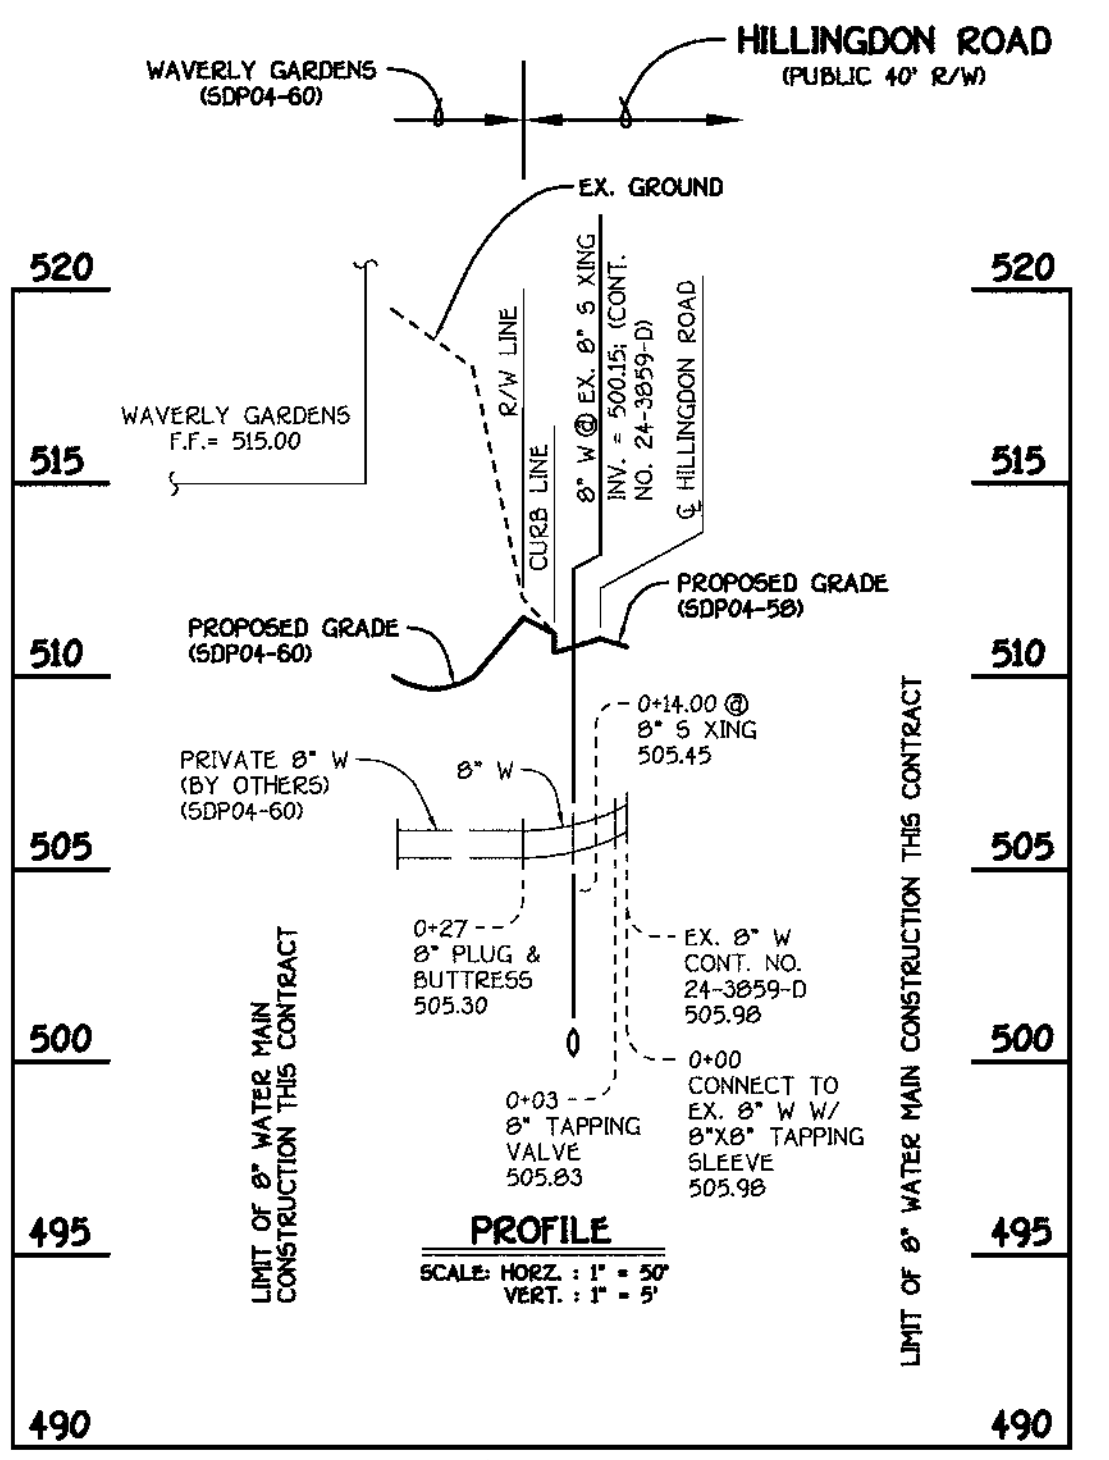 HILLINGDON ROAD
(PUBLIC 40' R/W)
WAVERLY GARDENS
(SDP04-60)
EX. GROUND
520
520
R/W LINE
CURB LINE
8" W @ EX. 8" S XING
INV. = 500.15; (CONT.
NO. 24-3859-D)
℄ HILLINGDON ROAD
WAVERLY GARDENS
F.F.= 515.00
515
515
PROPOSED GRADE
(SDP04-58)
PROPOSED GRADE
(SDP04-60)
510
510
0+14.00 @
8" S XING
505.45
PRIVATE 8" W
(BY OTHERS)
(SDP04-60)
8" W
505
505
0+27
8" PLUG &
BUTTRESS
505.30
EX. 8" W
CONT. NO.
24-3859-D
505.98
LIMIT OF 8" WATER MAIN
CONSTRUCTION THIS CONTRACT
LIMIT OF 8" WATER MAIN CONSTRUCTION THIS CONTRACT
500
500
0+00
CONNECT TO
EX. 8" W W/
8"X8" TAPPING
SLEEVE
505.98
0+03
8" TAPPING
VALVE
505.83
495
495
PROFILE
SCALE: HORZ. : 1" = 50'
VERT. : 1" = 5'
490
490